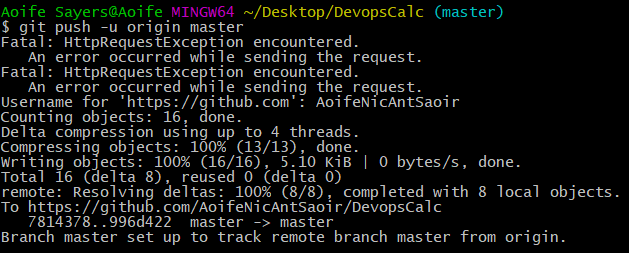 Aoife Sayers@Aoife MINGW64 ~/Desktop/DevopsCalc (master)
$ git push -u origin master
Fatal: HttpRequestException encountered.
   An error occurred while sending the request.
Fatal: HttpRequestException encountered.
   An error occurred while sending the request.
Username for 'https://github.com': AoifeNicAntSaoir
Counting objects: 16, done.
Delta compression using up to 4 threads.
Compressing objects: 100% (13/13), done.
Writing objects: 100% (16/16), 5.10 KiB | 0 bytes/s, done.
Total 16 (delta 8), reused 0 (delta 0)
remote: Resolving deltas: 100% (8/8), completed with 8 local objects.
To https://github.com/AoifeNicAntSaoir/DevopsCalc
   7814378..996d422  master -> master
Branch master set up to track remote branch master from origin.